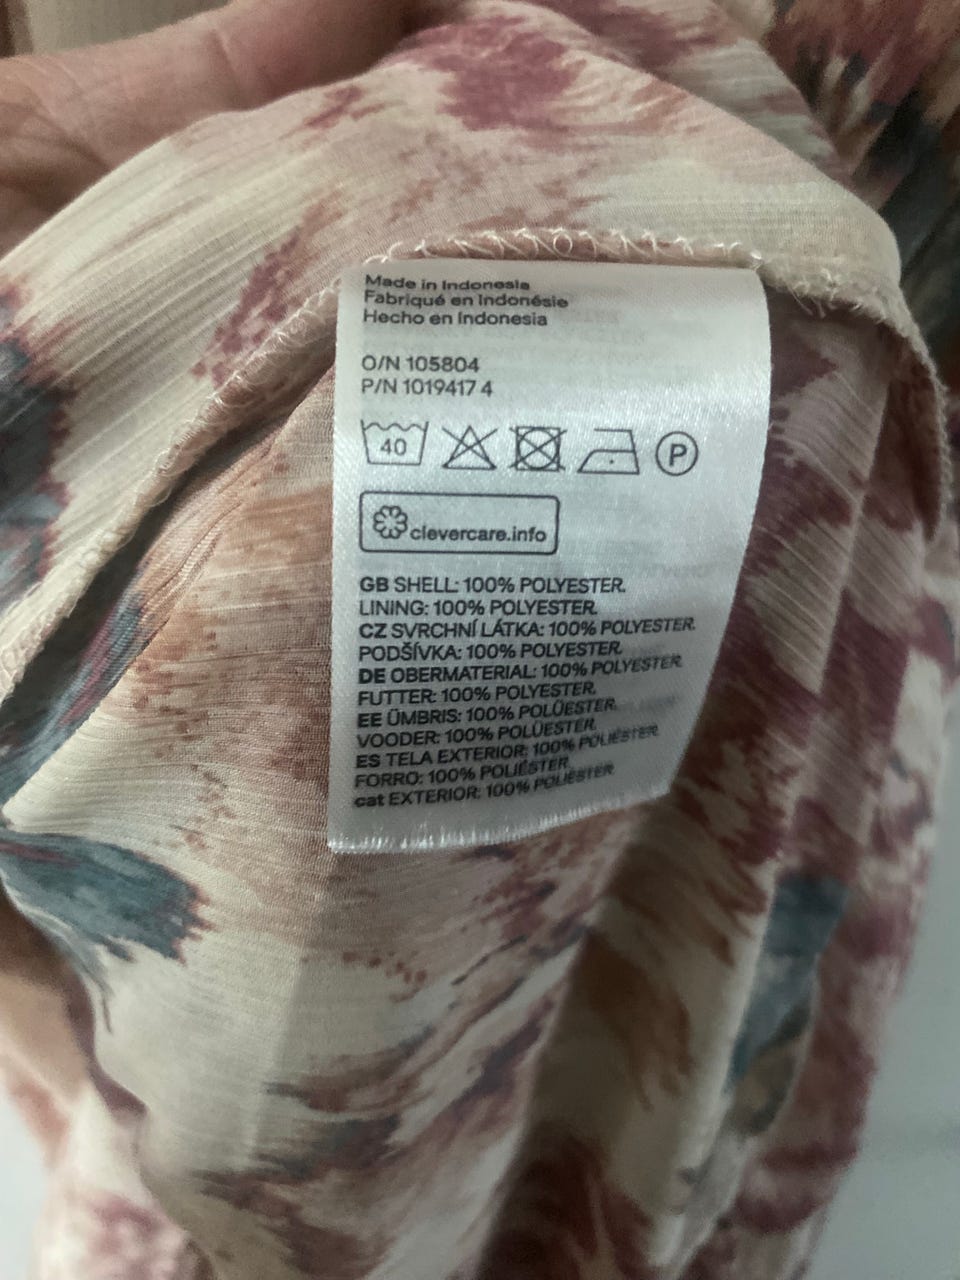 Made in Indonesia
Fabriqué en Indonésie
Hecho en Indonesia
O/N 105804
P/N 1019417 4
40 P
clevercare.info
GB SHELL: 100% POLYESTER.
LINING: 100% POLYESTER.
CZ SVRCHNÍ LÁTKA: 100% POLYESTER.
PODŠÍVKA: 100% POLYESTER.
DE OBERMATERIAL: 100% POLYESTER.
FUTTER: 100% POLYESTER.
EE ÜMBRIS: 100% POLÜESTER.
VOODER: 100% POLÜESTER.
ES TELA EXTERIOR: 100% POLIÉSTER.
FORRO: 100% POLIÉSTER.
cat EXTERIOR: 100% POLIÈSTER